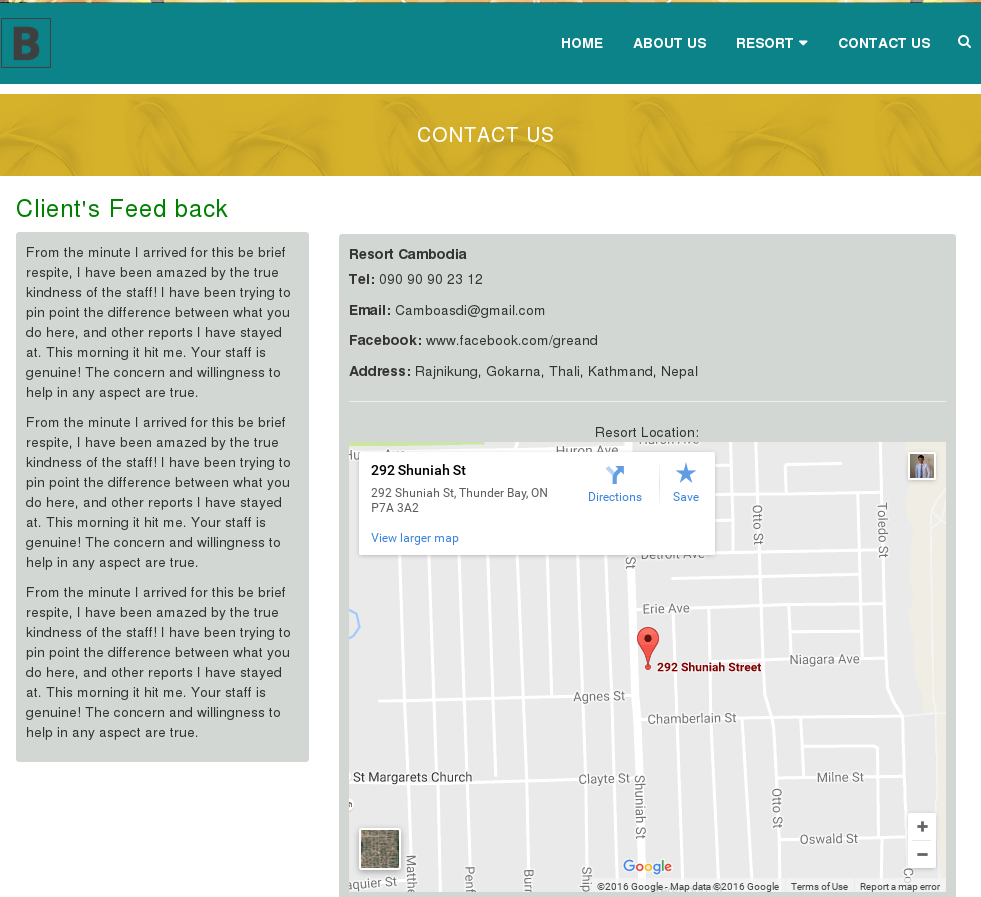 B
HOME ABOUT US RESORT CONTACT US
CONTACT US
Client's Feed back
From the minute I arrived for this be brief
respite, I have been amazed by the true
kindness of the staff! I have been trying to
pin point the difference between what you
do here, and other reports I have stayed
at. This morning it hit me. Your staff is
genuine! The concern and willingness to
help in any aspect are true.
From the minute I arrived for this be brief
respite, I have been amazed by the true
kindness of the staff! I have been trying to
pin point the difference between what you
do here, and other reports I have stayed
at. This morning it hit me. Your staff is
genuine! The concern and willingness to
help in any aspect are true.
From the minute I arrived for this be brief
respite, I have been amazed by the true
kindness of the staff! I have been trying to
pin point the difference between what you
do here, and other reports I have stayed
at. This morning it hit me. Your staff is
genuine! The concern and willingness to
help in any aspect are true.
Resort Cambodia
Tel: 090 90 90 23 12
Email: Camboasdi@gmail.com
Facebook: www.facebook.com/greand
Address: Rajnikung, Gokarna, Thali, Kathmand, Nepal
Resort Location:
Huron Ave
292 Shuniah St
292 Shuniah St, Thunder Bay, ON
P7A 3A2
View larger map
Directions
Save
Otto St
Toledo St
St
Detroit Ave
Erie Ave
292 Shuniah Street
Niagara Ave
Agnes St
Chamberlain St
St Margarets Church
Clayte St
Shuniah St
Milne St
Otto St
Oswald St
Google
©2016 Google - Map data ©2016 Google Terms of Use Report a map error